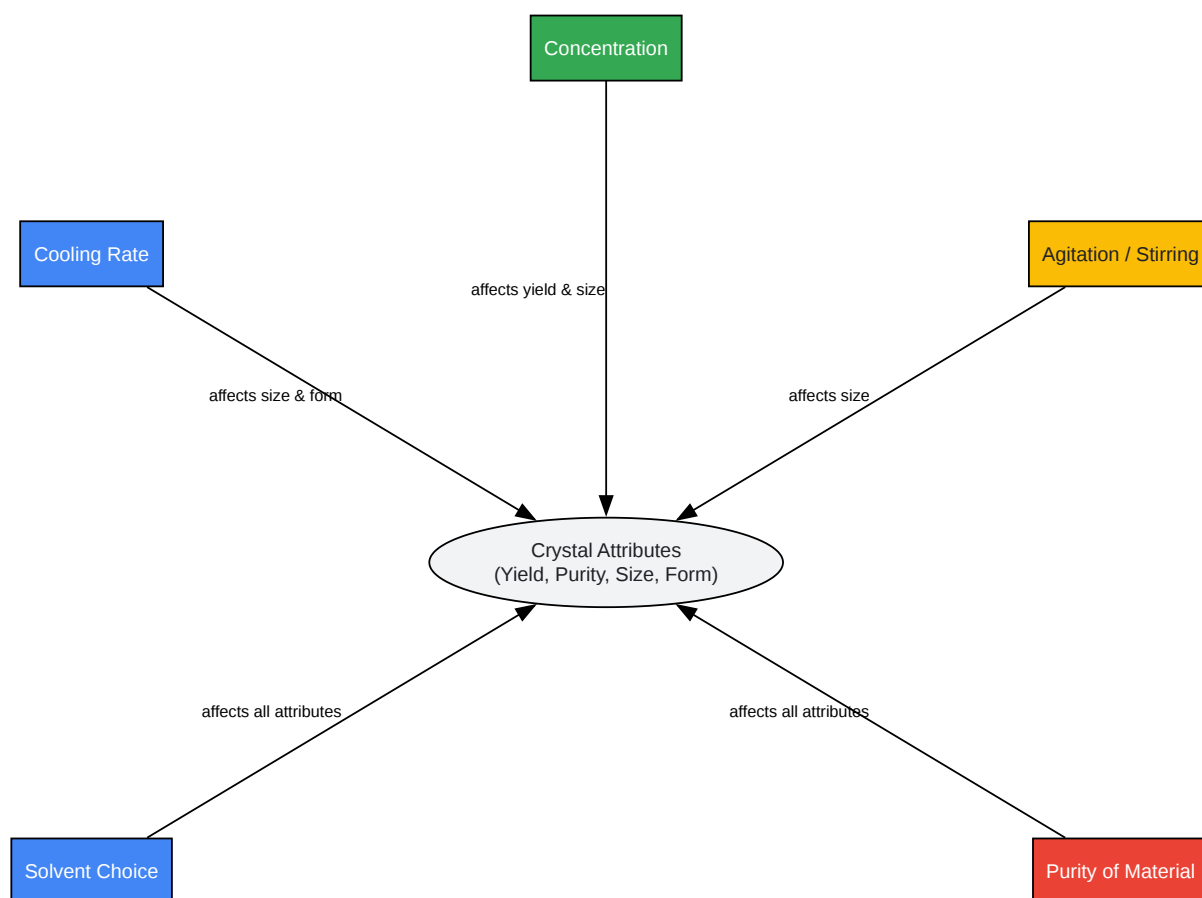 Concentration
Cooling Rate
Agitation / Stirring
affects yield & size
affects size & form
affects size
Crystal Attributes
(Yield, Purity, Size, Form)
affects all attributes
affects all attributes
Solvent Choice
Purity of Material